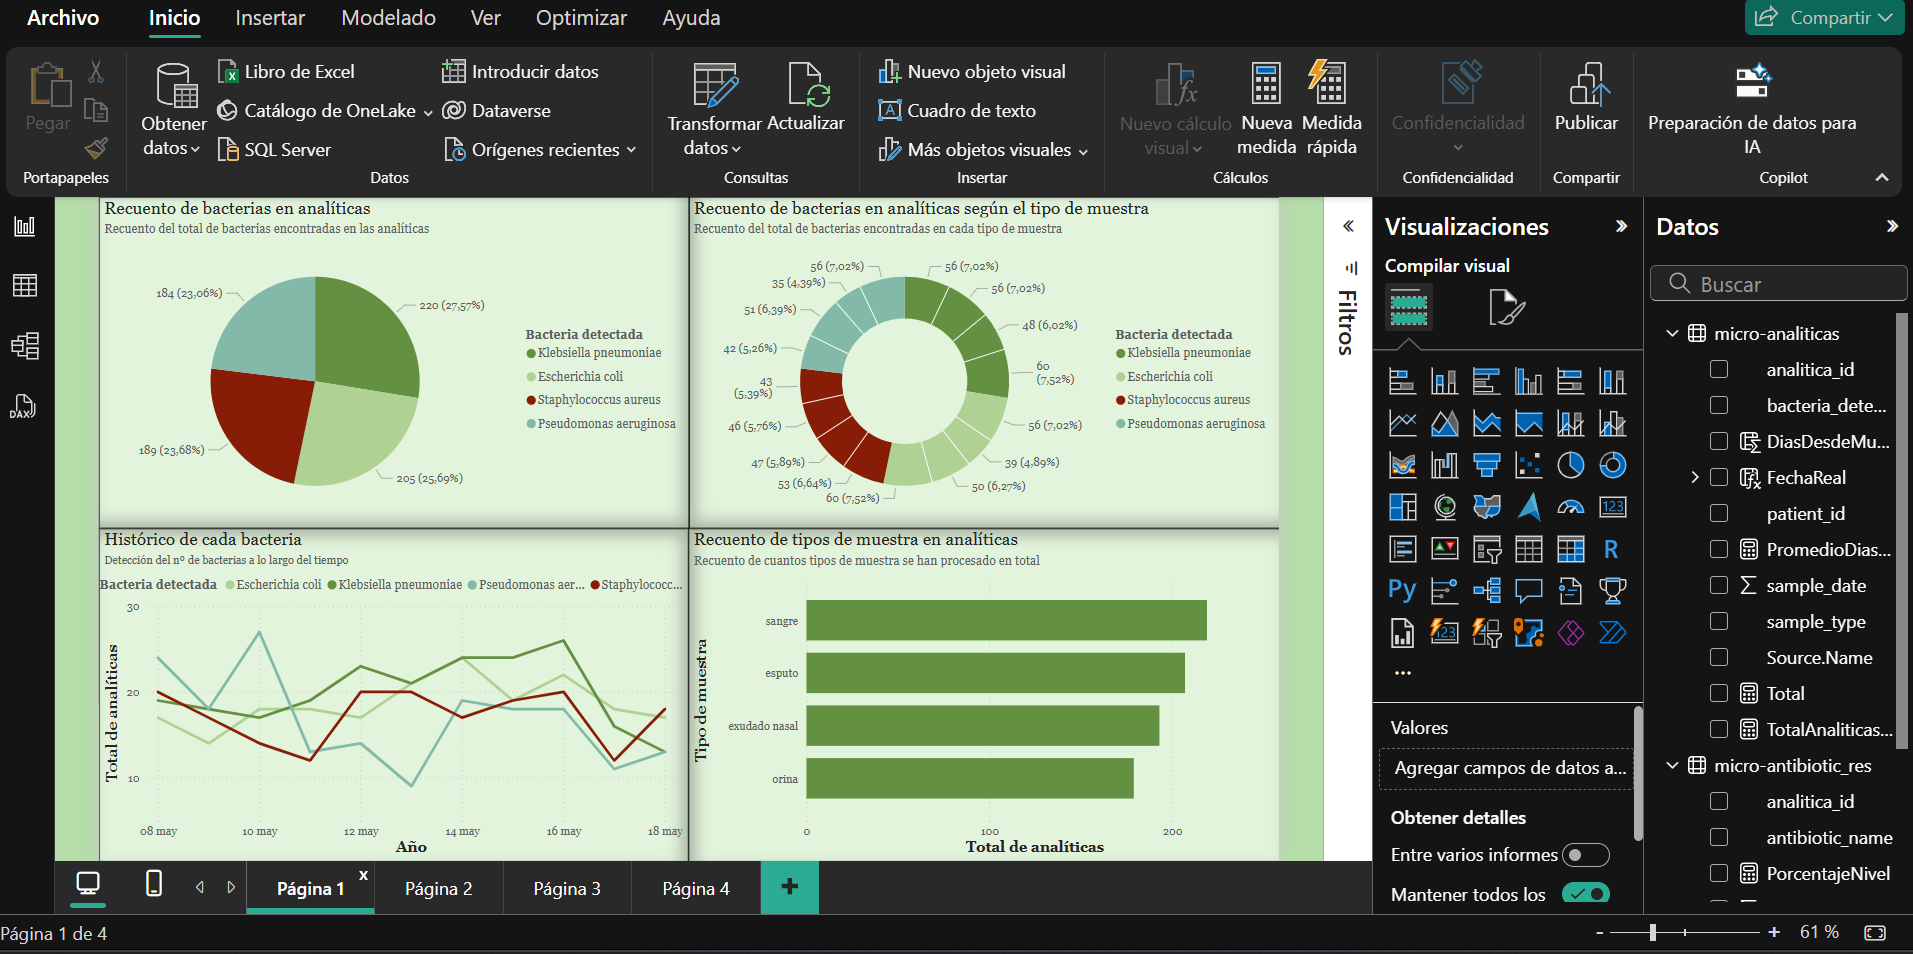 Archivo
Inicio
Insertar
Modelado
Ver
Optimizar
Ayuda
Compartir
Pegar
Portapapeles
Obtener
datos
Libro de Excel
Catálogo de OneLake
SQL Server
Introducir datos
Dataverse
Orígenes recientes
Datos
Transformar
datos
Actualizar
Consultas
Nuevo objeto visual
A
Cuadro de texto
Más objetos visuales
Insertar
Nuevo cálculo
visual
Nueva
medida
Medida
rápida
Cálculos
Confidencialidad
Confidencialidad
Publicar
Compartir
Preparación de datos para
IA
Copilot
DAX
Recuento de bacterias en analíticas
Recuento del total de bacterias encontradas en las analíticas
184 (23,06%)
220 (27,57%)
189 (23,68%)
205 (25,69%)
Bacteria detectada
Klebsiella pneumoniae
Escherichia coli
Staphylococcus aureus
Pseudomonas aeruginosa
Recuento de bacterias en analíticas según el tipo de muestra
Recuento del total de bacterias encontradas en cada tipo de muestra
56 (7,02%)
56 (7,02%)
35 (4,39%)
56 (7,02%)
51 (6,39%)
48 (6,02%)
42 (5,26%)
60
(7,52%)
43
(5,39%)
46 (5,76%)
56 (7,02%)
47 (5,89%)
39 (4,89%)
53 (6,64%)
50 (6,27%)
60 (7,52%)
Bacteria detectada
Klebsiella pneumoniae
Escherichia coli
Staphylococcus aureus
Pseudomonas aeruginosa
Histórico de cada bacteria
Detección del nº de bacterias a lo largo del tiempo
Bacteria detectada
Escherichia coli
Klebsiella pneumoniae
Pseudomonas aer...
Staphylococc...
Total de analíticas
30
20
10
08 may
10 may
12 may
14 may
16 may
18 may
Año
Recuento de tipos de muestra en analíticas
Recuento de cuantos tipos de muestra se han procesado en total
Tipo de muestra
sangre
esputo
exudado nasal
orina
0
100
200
Total de analíticas
Filtros
Visualizaciones
Compilar visual
123
R
Py
123
...
Valores
Agregar campos de datos a...
Obtener detalles
Entre varios informes
Mantener todos los
Datos
Buscar
micro-analiticas
analitica_id
bacteria_dete...
DiasDesdeMu...
FechaReal
patient_id
PromedioDias...
sample_date
sample_type
Source.Name
Total
TotalAnaliticas...
micro-antibiotic_res
analitica_id
antibiotic_name
PorcentajeNivel
Página 1
x
Página 2
Página 3
Página 4
+
Página 1 de 4
-
+
61 %